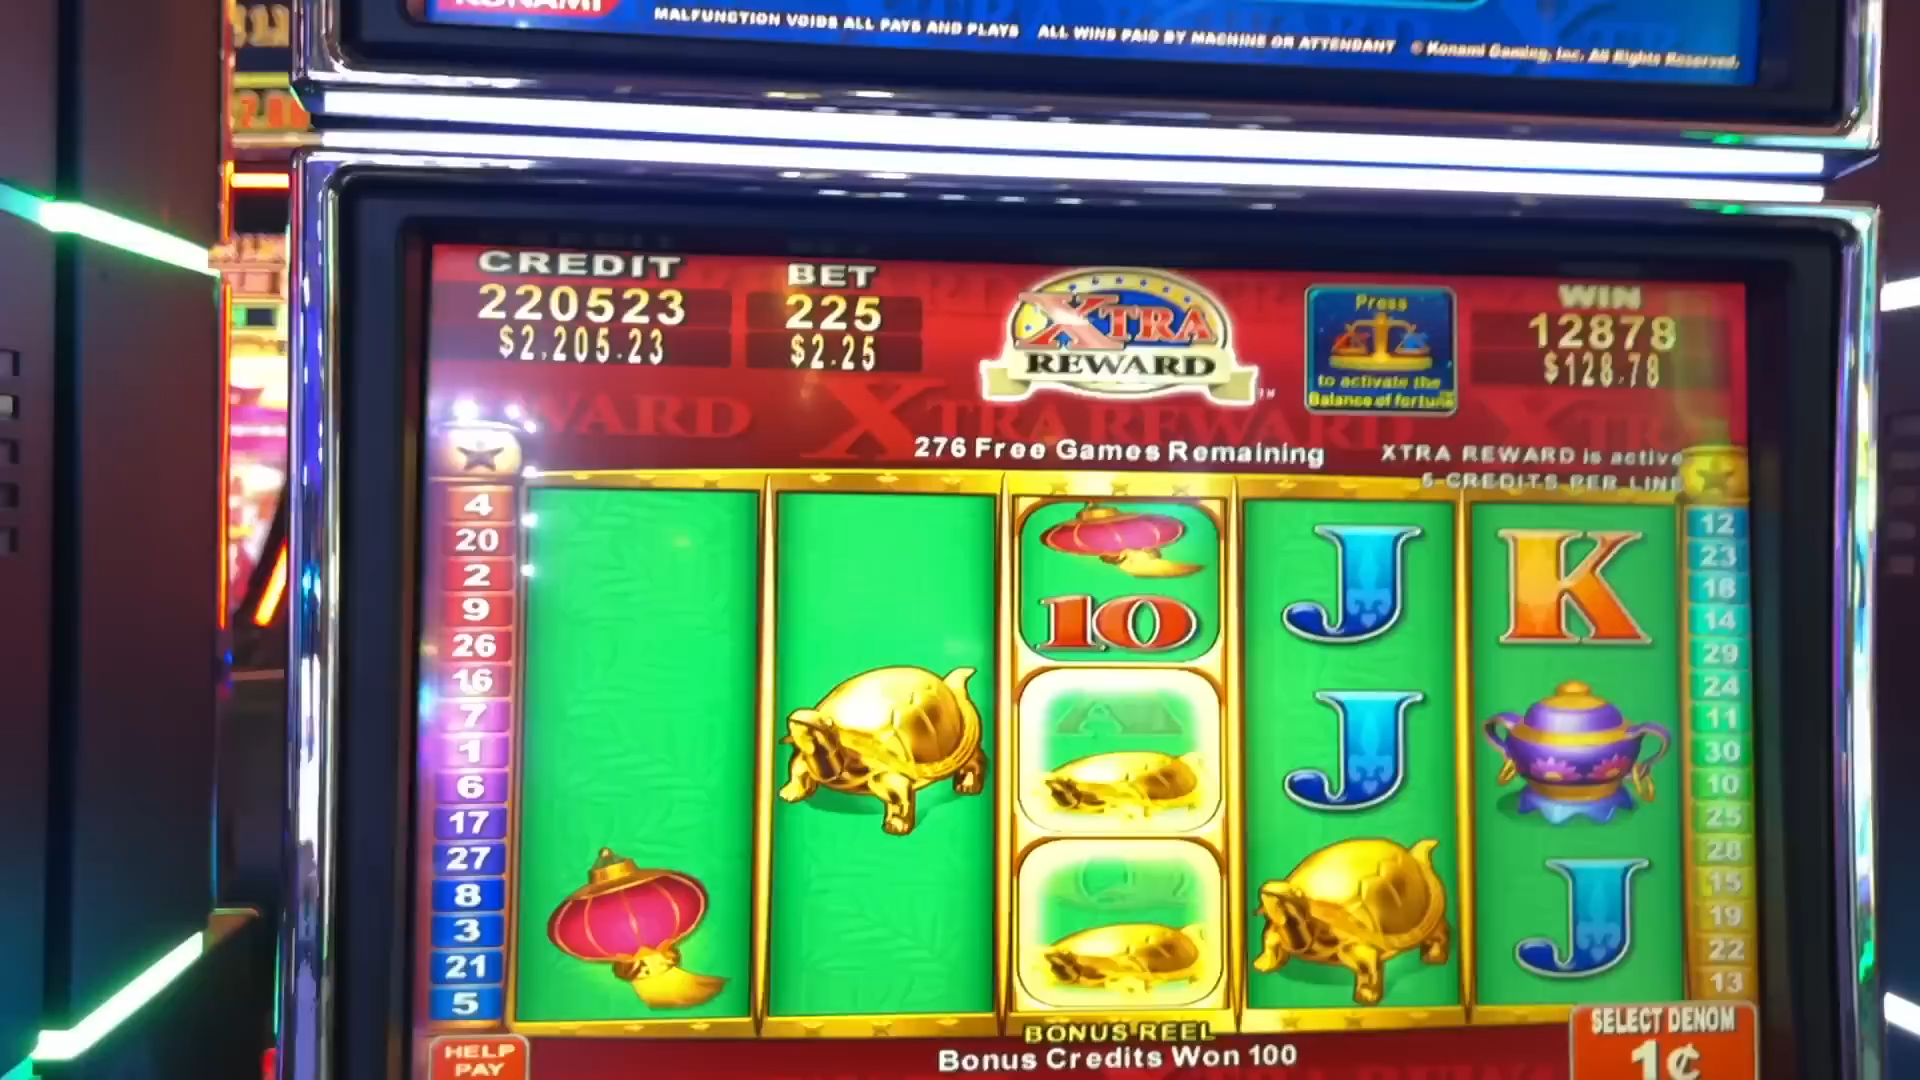 KONAMI
MALFUNCTION VOIDS ALL PAYS AND PLAYS ALL WINS PAID BY MACHINE OR ATTENDANT © Konami Gaming, Inc. All Rights Reserved.
CREDIT
220523
$2,205.23
BET
225
$2.25
XTRA
REWARD
TM
Press
to activate the
Balance of fortune
WIN
12878
$128.78
276 Free Games Remaining
XTRA REWARD is active
5 CREDITS PER LINE
4
20
2
9
26
16
7
1
6
17
27
8
3
21
5
10
J
J
K
J
12
23
18
14
29
24
11
30
10
25
28
15
19
22
13
BONUS REEL
Bonus Credits Won 100
HELP
PAY
SELECT DENOM
1¢